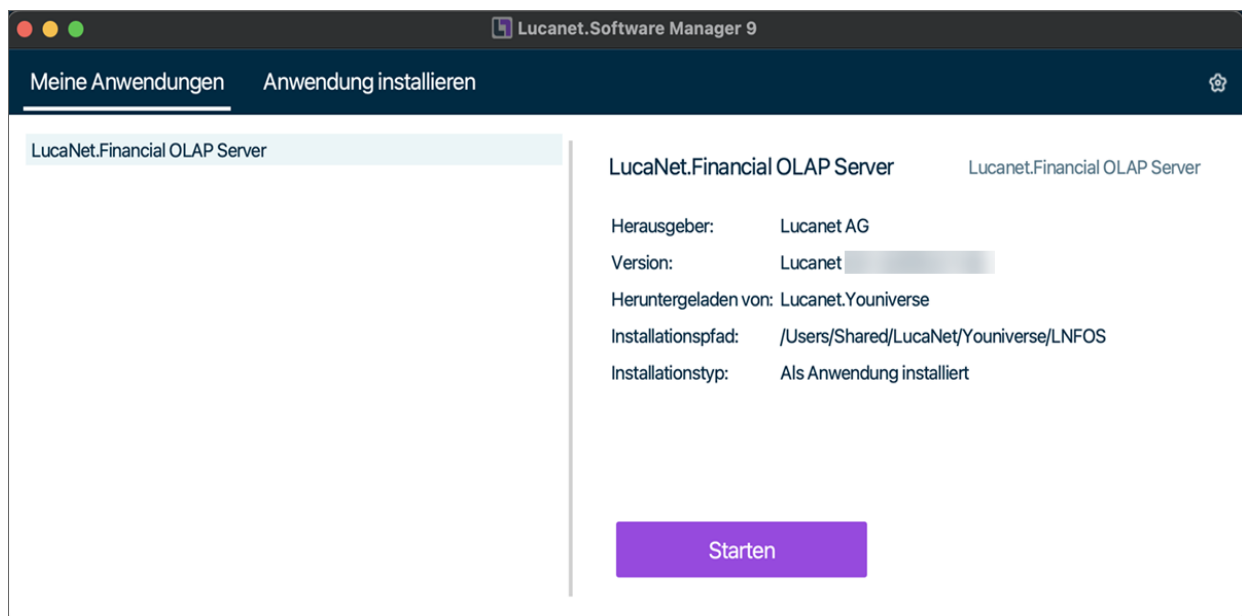 Lucanet.Software Manager 9
Meine Anwendungen Anwendung installieren
LucaNet.Financial OLAP Server
LucaNet.Financial OLAP Server Lucanet.Financial OLAP Server
Herausgeber: Lucanet AG
Version: Lucanet
Heruntergeladen von: Lucanet.Youniverse
Installationspfad: /Users/Shared/LucaNet/Youniverse/LNFOS
Installationstyp: Als Anwendung installiert
Starten